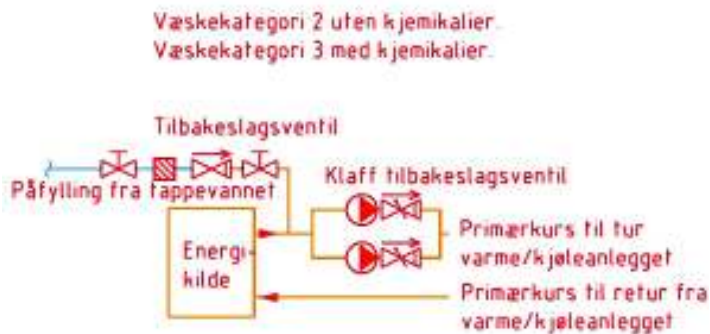 Væskekategori 2 uten kjemikalier.
Væskekategori 3 med kjemikalier.
Tilbakeslagsventil
Påfylling fra tappevannet
Klaff tilbakeslagsventil
Energi-
kilde
Primærkurs til tur
varme/kjøleanlegget
Primærkurs til retur fra
varme/kjøleanlegget